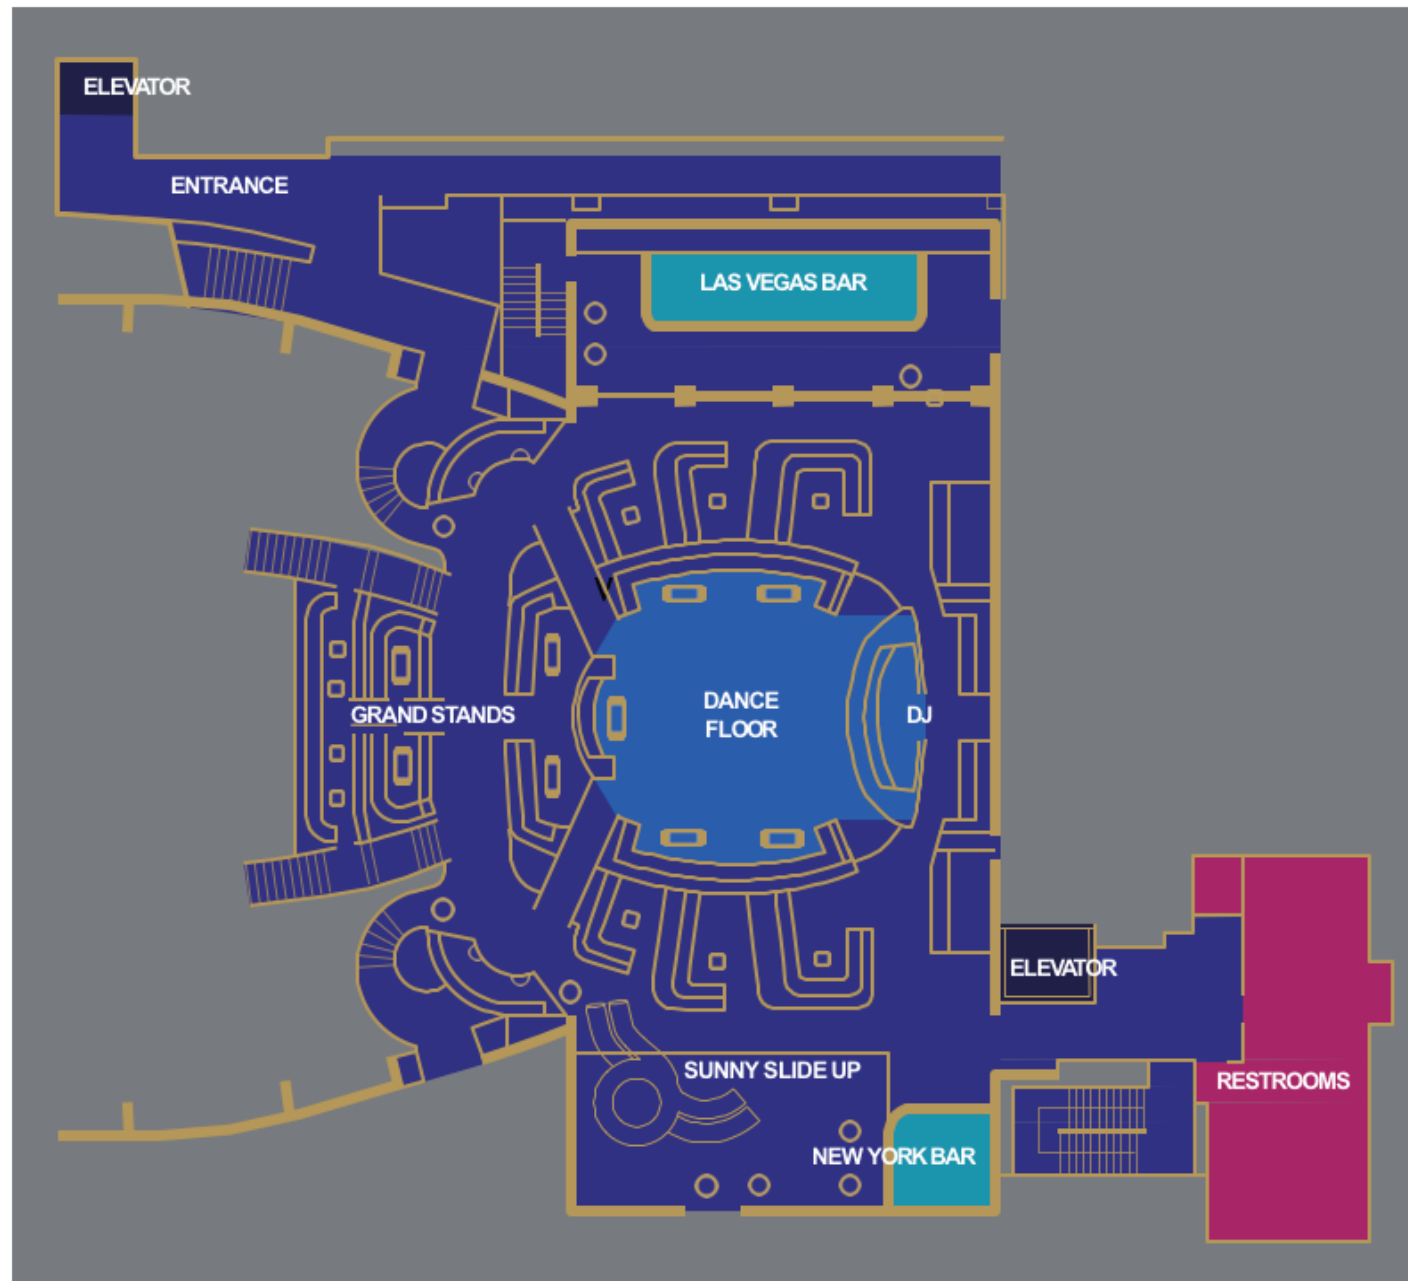 ELEVATOR
ENTRANCE
LAS VEGAS BAR
V
DANCE
FLOOR
GRAND STANDS
DJ
ELEVATOR
SUNNY SLIDE UP
RESTROOMS
NEW YORK BAR